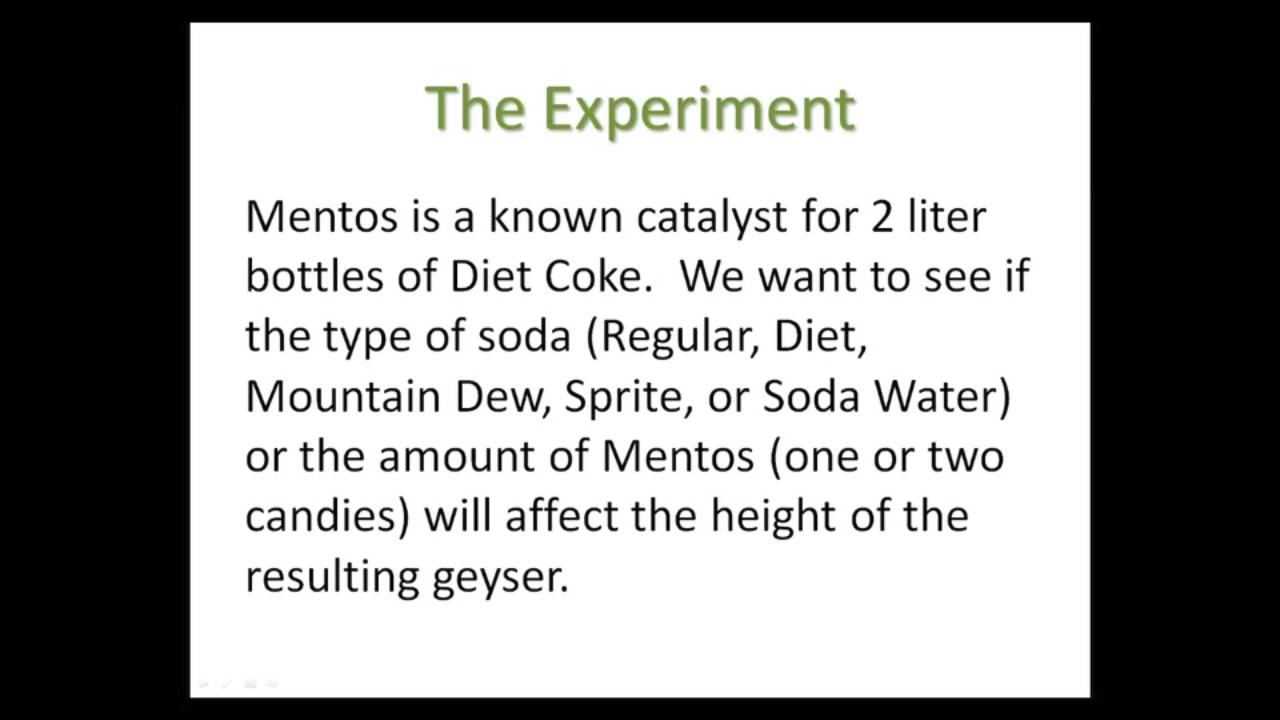 The Experiment
Mentos is a known catalyst for 2 liter
bottles of Diet Coke.  We want to see if
the type of soda (Regular, Diet,
Mountain Dew, Sprite, or Soda Water)
or the amount of Mentos (one or two
candies) will affect the height of the
resulting geyser.